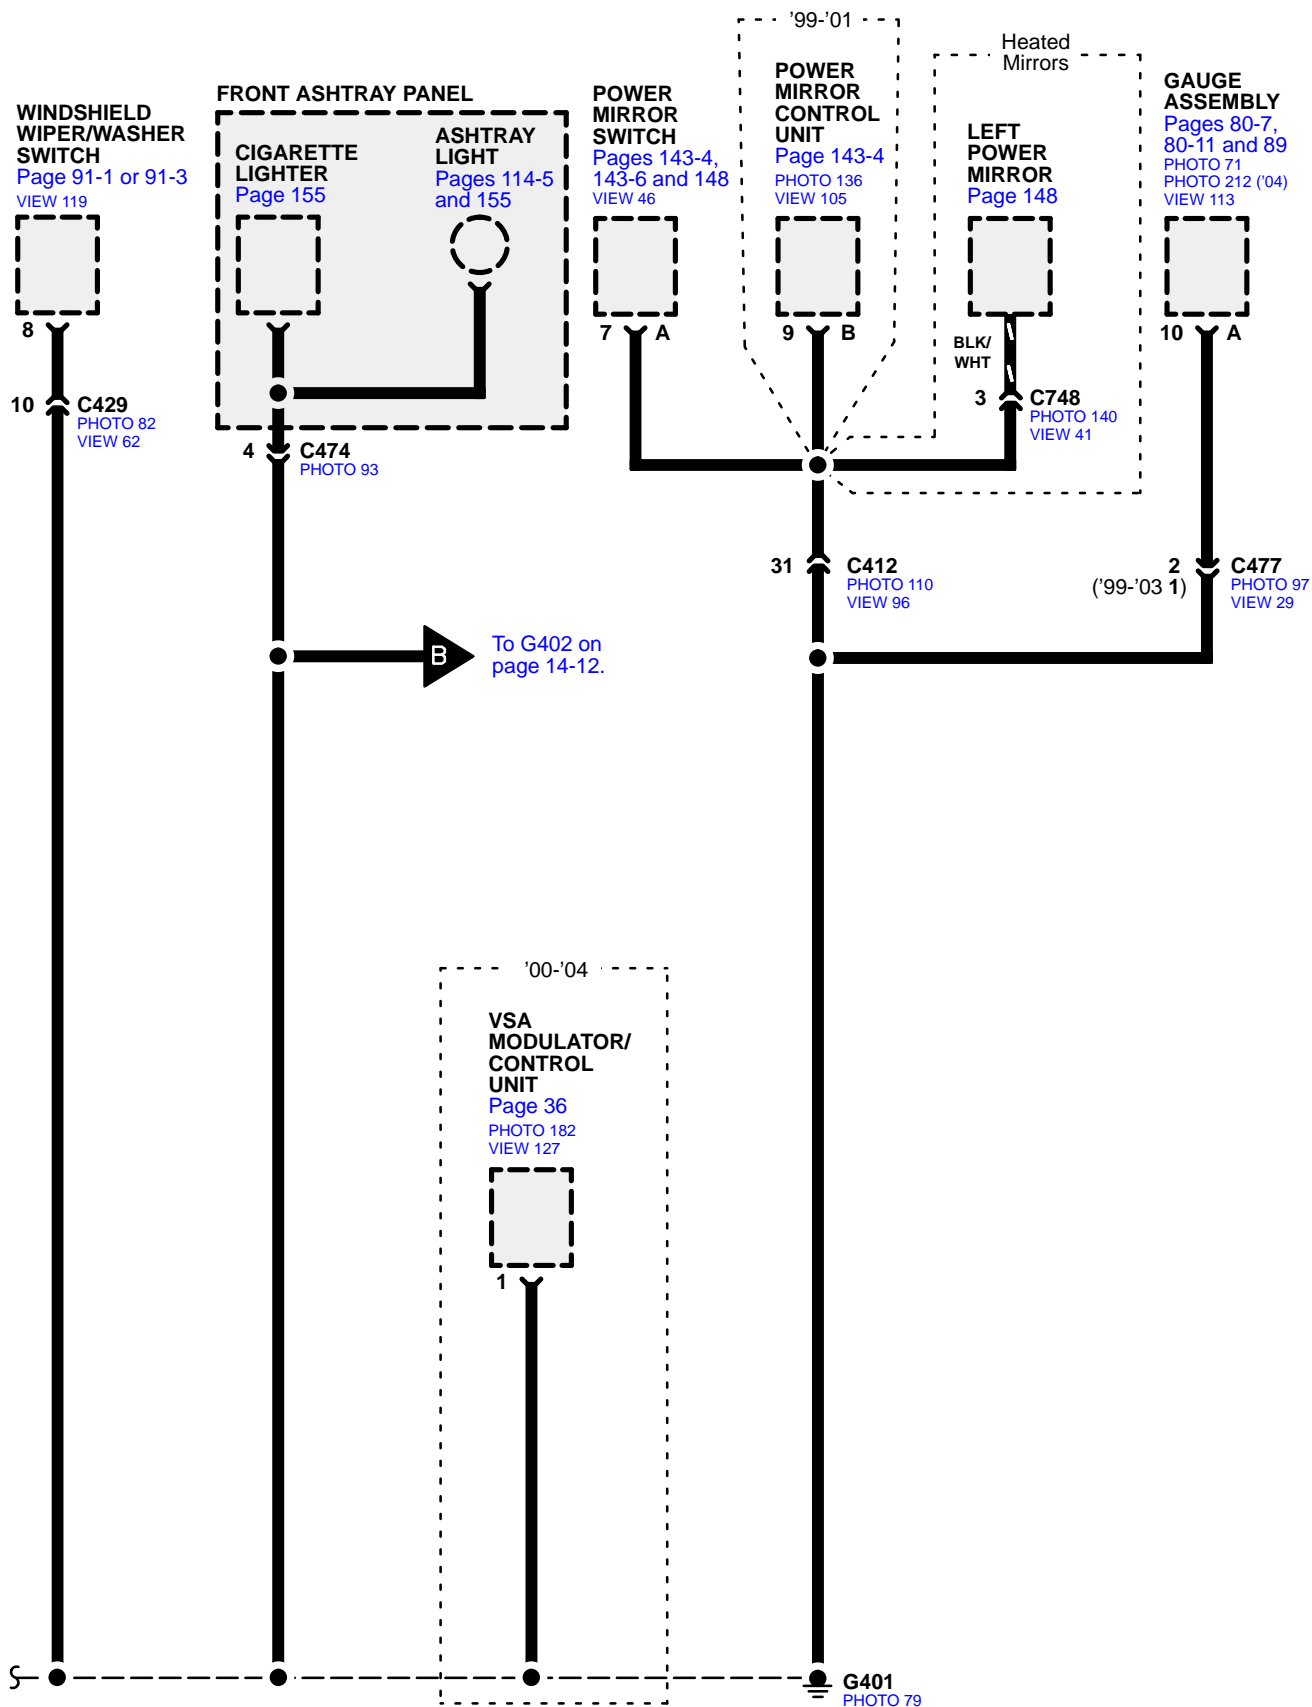 ’99-’01
Heated
Mirrors
WINDSHIELD
WIPER/WASHER
SWITCH
Page 91-1 or 91-3
VIEW 119
FRONT ASHTRAY PANEL
CIGARETTE
LIGHTER
Page 155
ASHTRAY
LIGHT
Pages 114-5
and 155
POWER
MIRROR
SWITCH
Pages 143-4,
143-6 and 148
VIEW 46
POWER
MIRROR
CONTROL
UNIT
Page 143-4
PHOTO 136
VIEW 105
LEFT
POWER
MIRROR
Page 148
GAUGE
ASSEMBLY
Pages 80-7,
80-11 and 89
PHOTO 71
PHOTO 212 (’04)
VIEW 113
8
7 A
9 B
BLK/
WHT
10 A
10 C429
PHOTO 82
VIEW 62
4 C474
PHOTO 93
3 C748
PHOTO 140
VIEW 41
31 C412
PHOTO 110
VIEW 96
2 C477
(’99-’03 1)
PHOTO 97
VIEW 29
B
To G402 on
page 14-12.
’00-’04
VSA
MODULATOR/
CONTROL
UNIT
Page 36
PHOTO 182
VIEW 127
1
G401
PHOTO 79